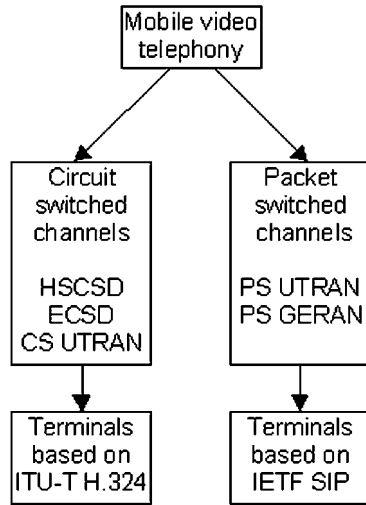 Mobile video
telephony
Circuit
switched
channels
HSCSD
ECSD
CS UTRAN
Packet
switched
channels
PS UTRAN
PS GERAN
Terminals
based on
ITU-T H.324
Terminals
based on
IETF SIP